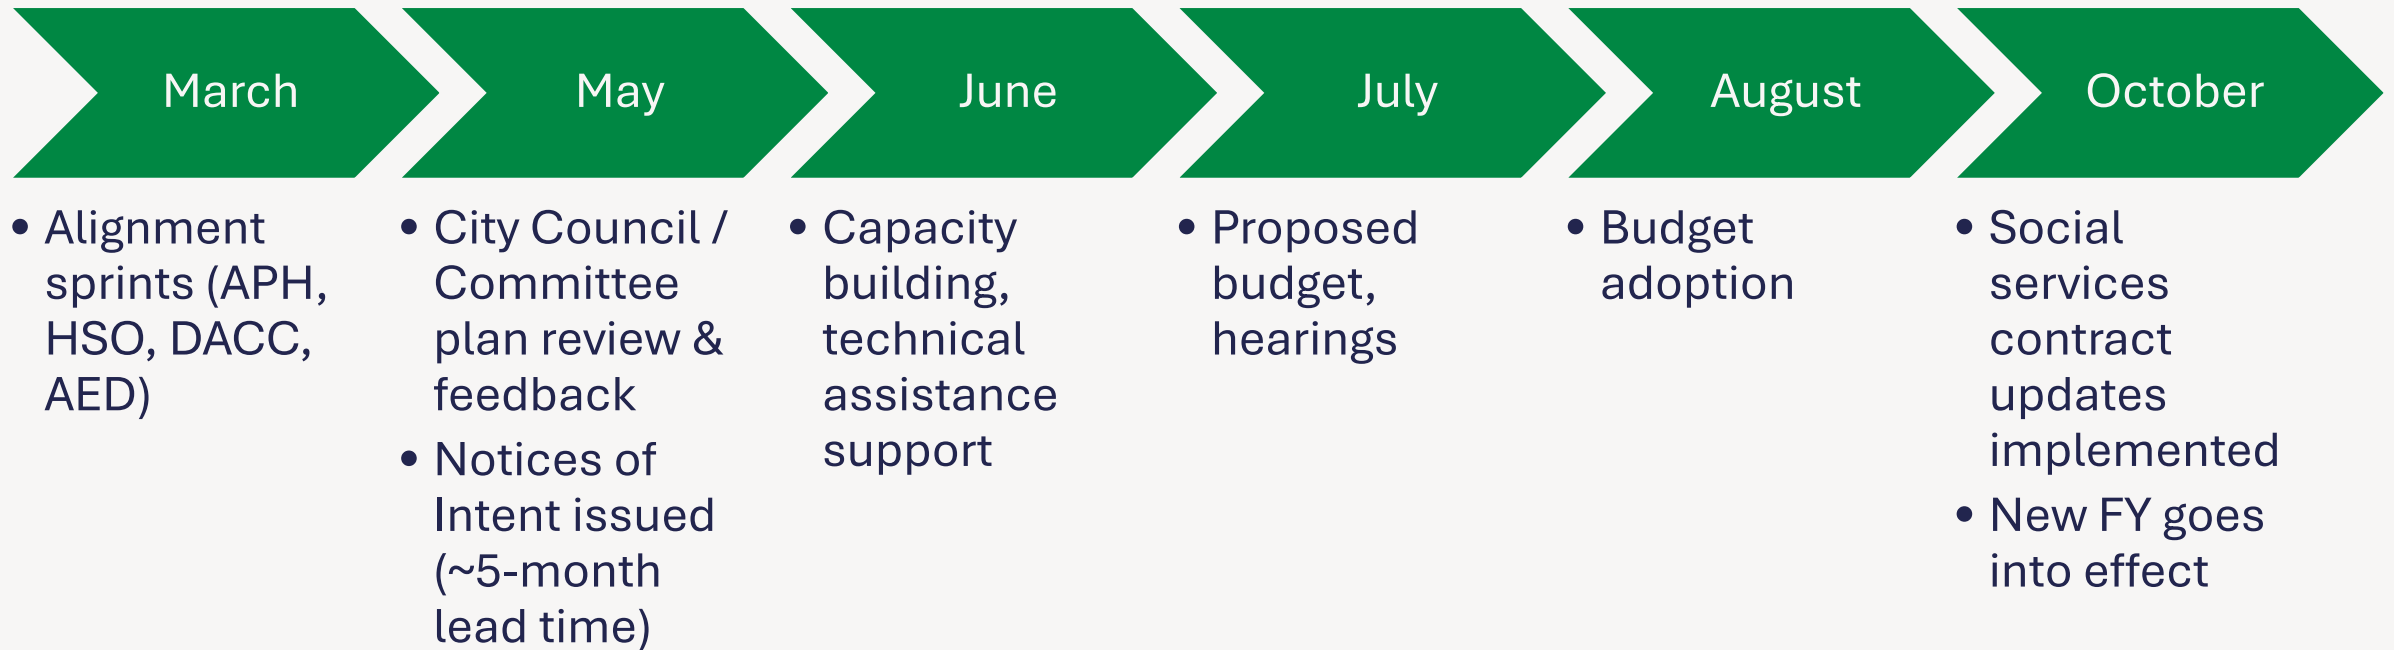 March
• Alignment
sprints (APH,
HSO, DACC,
AED)
May
• City Council /
Committee
plan review &
feedback
• Notices of
Intent issued
(~5-month
lead time)
June
• Capacity
building,
technical
assistance
support
July
• Proposed
budget,
hearings
August
• Budget
adoption
October
• Social
services
contract
updates
implemented
• New FY goes
into effect